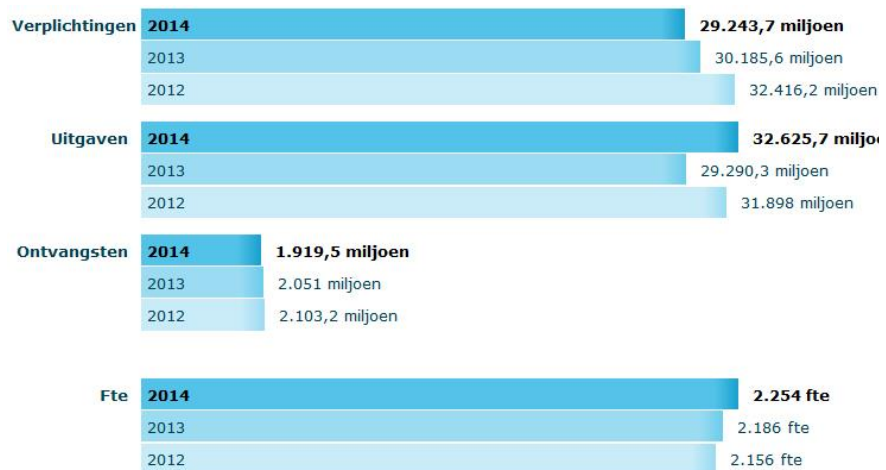 Verplichtingen 2014 29.243,7 miljoen
2013 30.185,6 miljoen
2012 32.416,2 miljoen
Uitgaven 2014 32.625,7
2013 29.290,3 miljoen
2012 31.898 miljoen
Ontvangsten 2014 1.919,5 miljoen
2013 2.051 miljoen
2012 2.103,2 miljoen
Fte 2014 2.254 fte
2013 2.186 fte
2012 2.156 fte